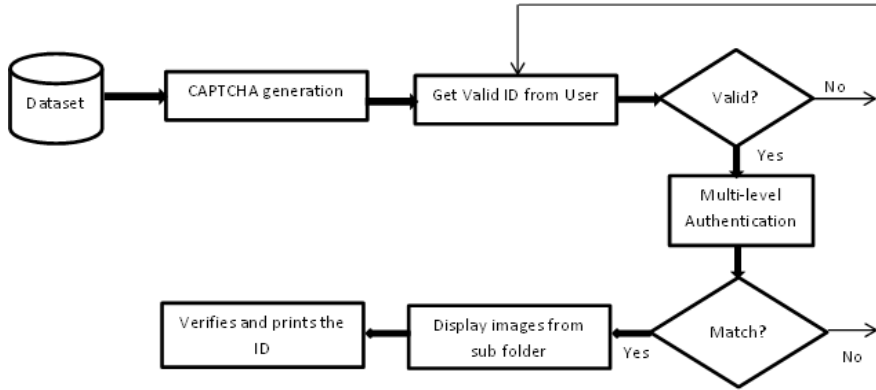 Dataset
CAPTCHA generation
Get Valid ID from User
Valid?
No
Yes
Multi-level
Authentication
Match?
No
Yes
Display images from
sub folder
Verifies and prints the
ID